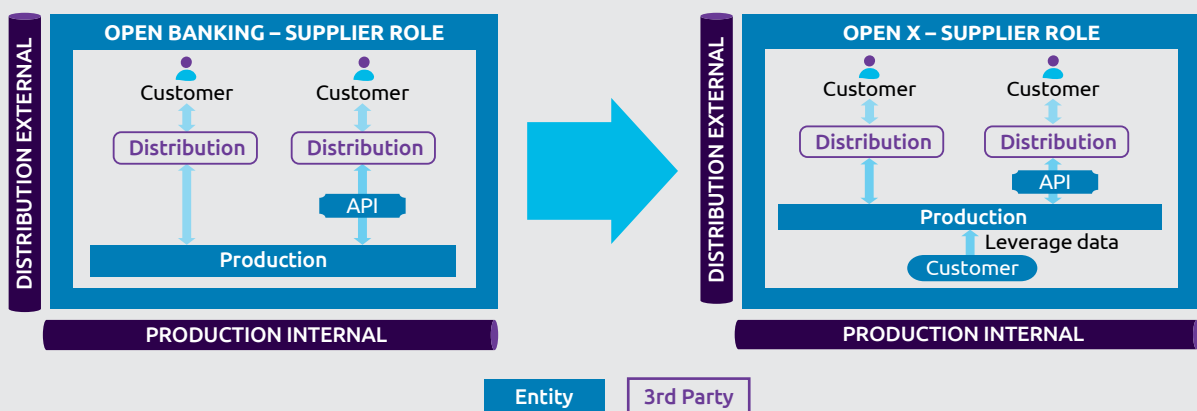 DISTRIBUTION EXTERNAL
OPEN BANKING – SUPPLIER ROLE
Customer
Customer
Distribution
Distribution
API
Production
PRODUCTION INTERNAL
DISTRIBUTION EXTERNAL
OPEN X – SUPPLIER ROLE
Customer
Customer
Distribution
Distribution
API
Production
Leverage data
Customer
PRODUCTION INTERNAL
Entity
3rd Party